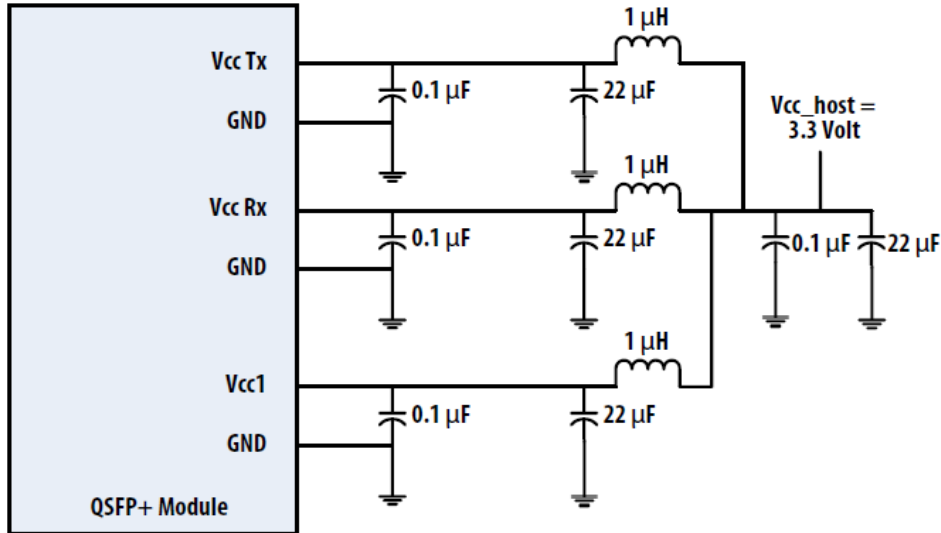 1 µH
Vcc Tx
0.1 µF
22 µF
GND
Vcc_host =
3.3 Volt
1 µH
Vcc Rx
0.1 µF
22 µF
0.1 µF
22 µF
GND
1 µH
Vcc1
0.1 µF
22 µF
GND
QSFP+ Module